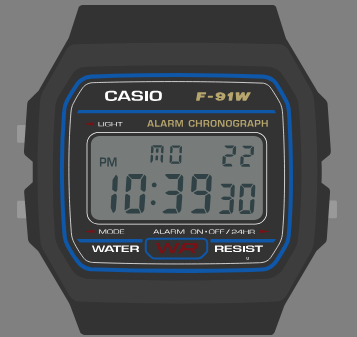 CASIO F-91W
LIGHT ALARM CHRONOGRAPH
PM MO 22
10:39 30
MODE ALARM ON•OFF/24HR
WATER WR RESIST